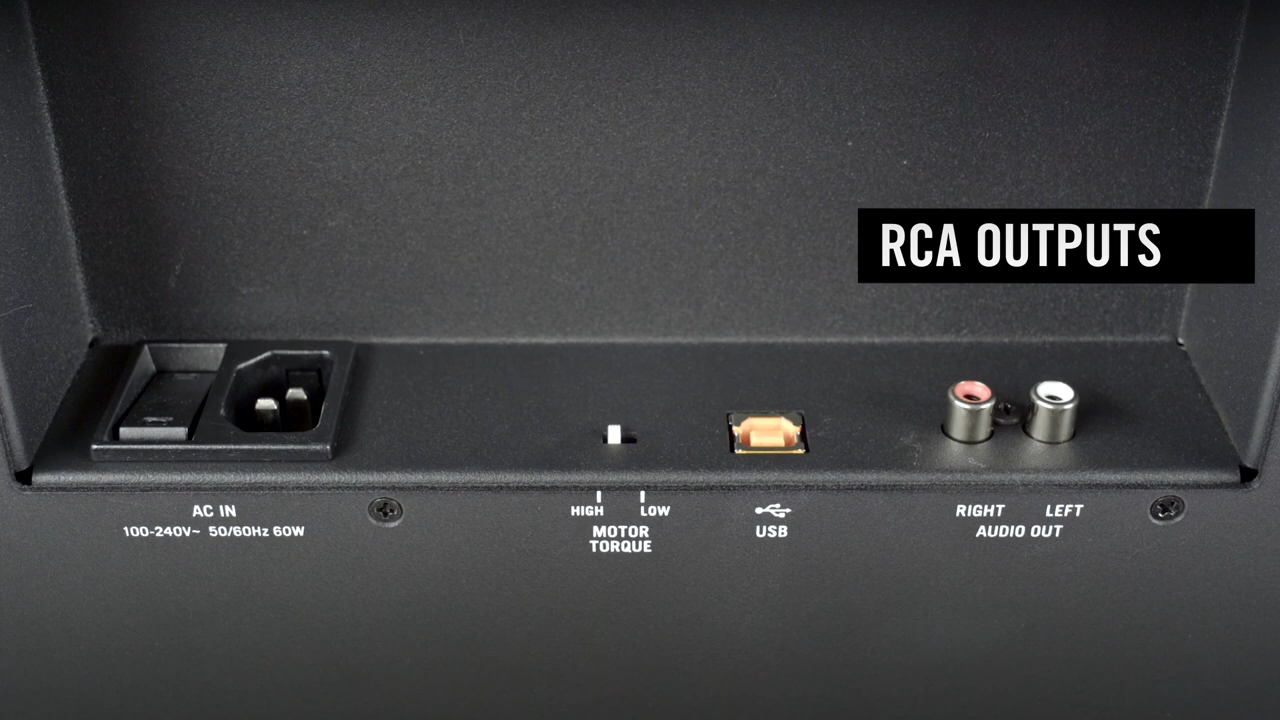 RCA OUTPUTS
AC IN
100-240V~ 50/60Hz 60W
HIGH LOW
MOTOR
TORQUE
USB
RIGHT LEFT
AUDIO OUT